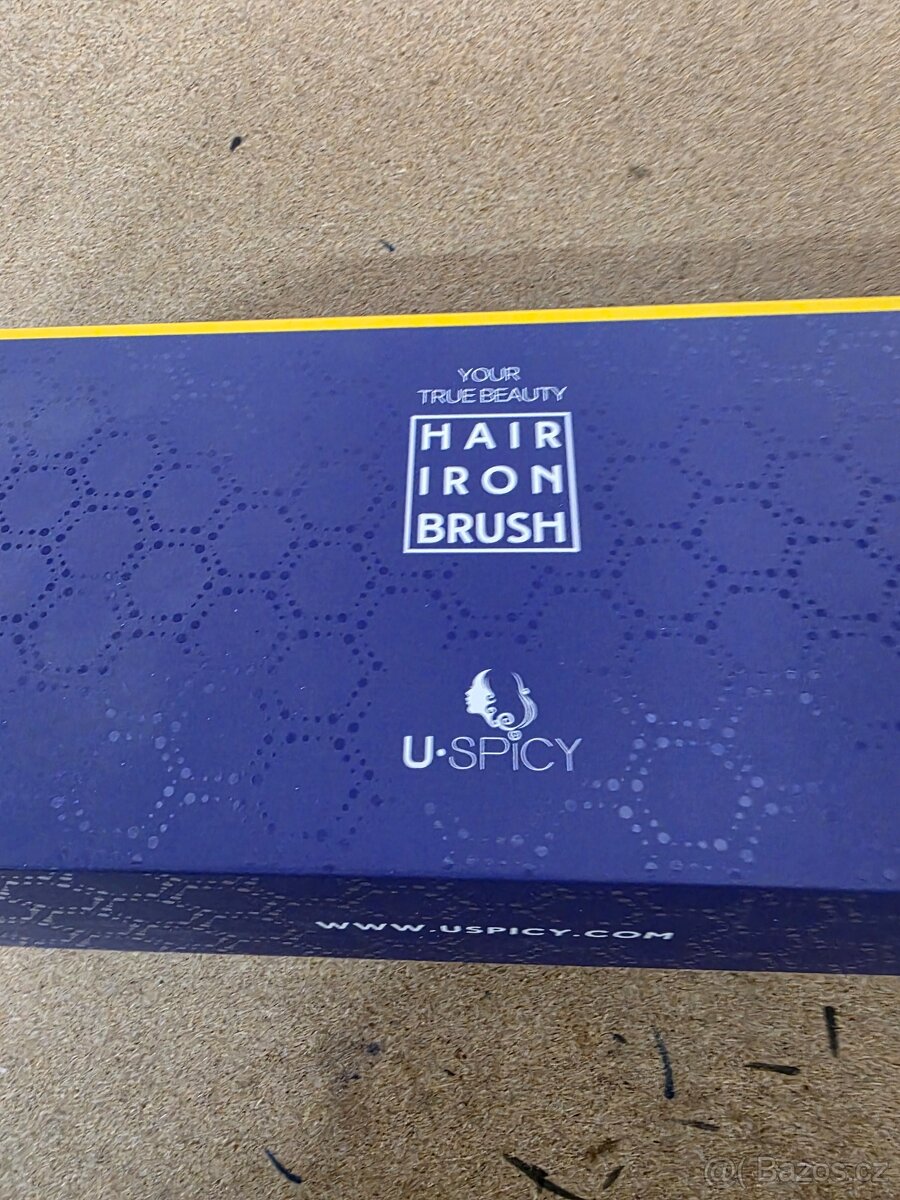 YOUR
TRUE BEAUTY
HAIR
IRON
BRUSH
U·SPiCY
WWW.USPICY.COM
@ Bazos.cz